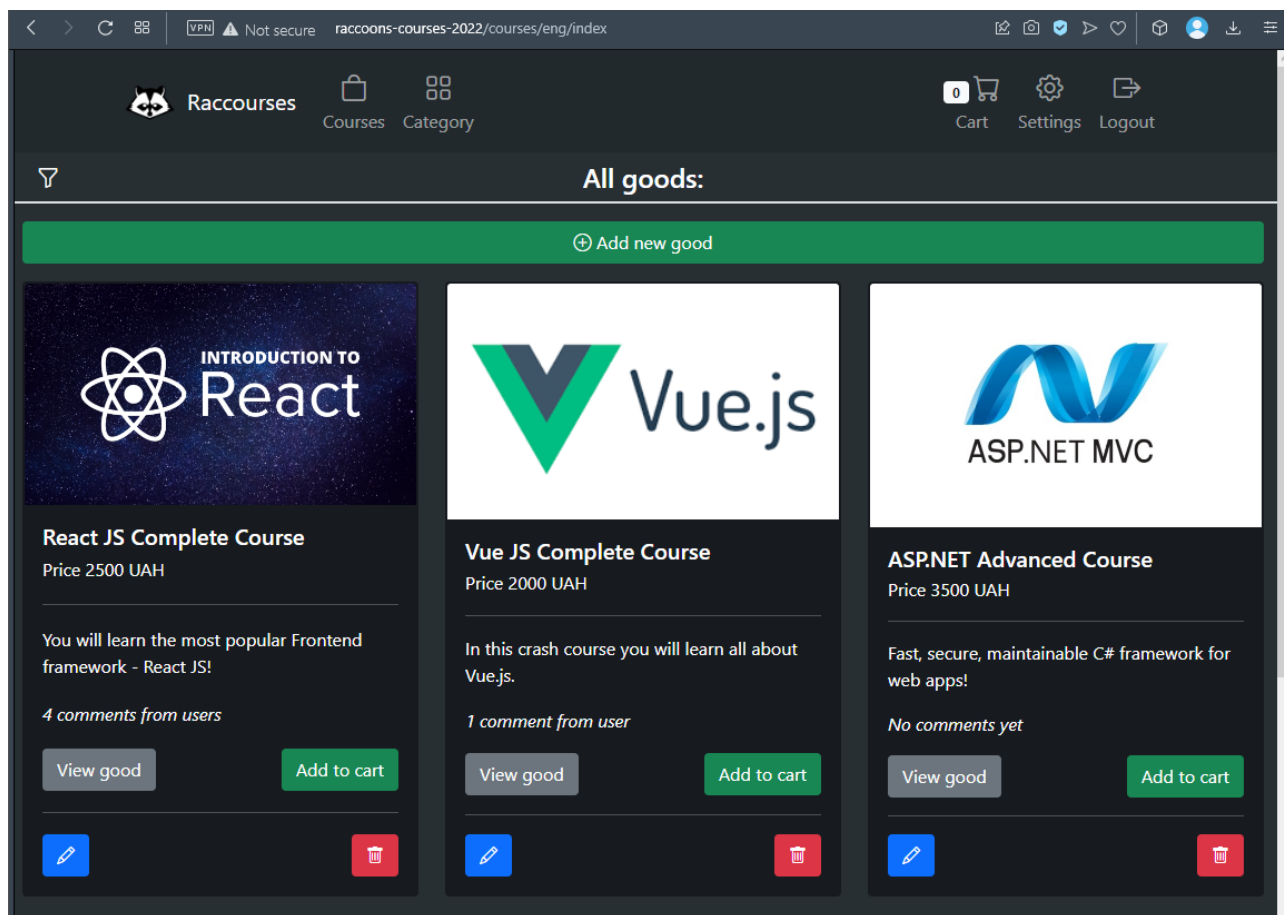 VPN Not secure raccoons-courses-2022/courses/eng/index
Raccourses
Courses
Category
0
Cart
Settings
Logout
All goods:
Add new good
INTRODUCTION TO
React
React JS Complete Course
Price 2500 UAH
You will learn the most popular Frontend
framework - React JS!
4 comments from users
View good
Add to cart
Vue.js
Vue JS Complete Course
Price 2000 UAH
In this crash course you will learn all about
Vue.js.
1 comment from user
View good
Add to cart
ASP.NET MVC
ASP.NET Advanced Course
Price 3500 UAH
Fast, secure, maintainable C# framework for
web apps!
No comments yet
View good
Add to cart